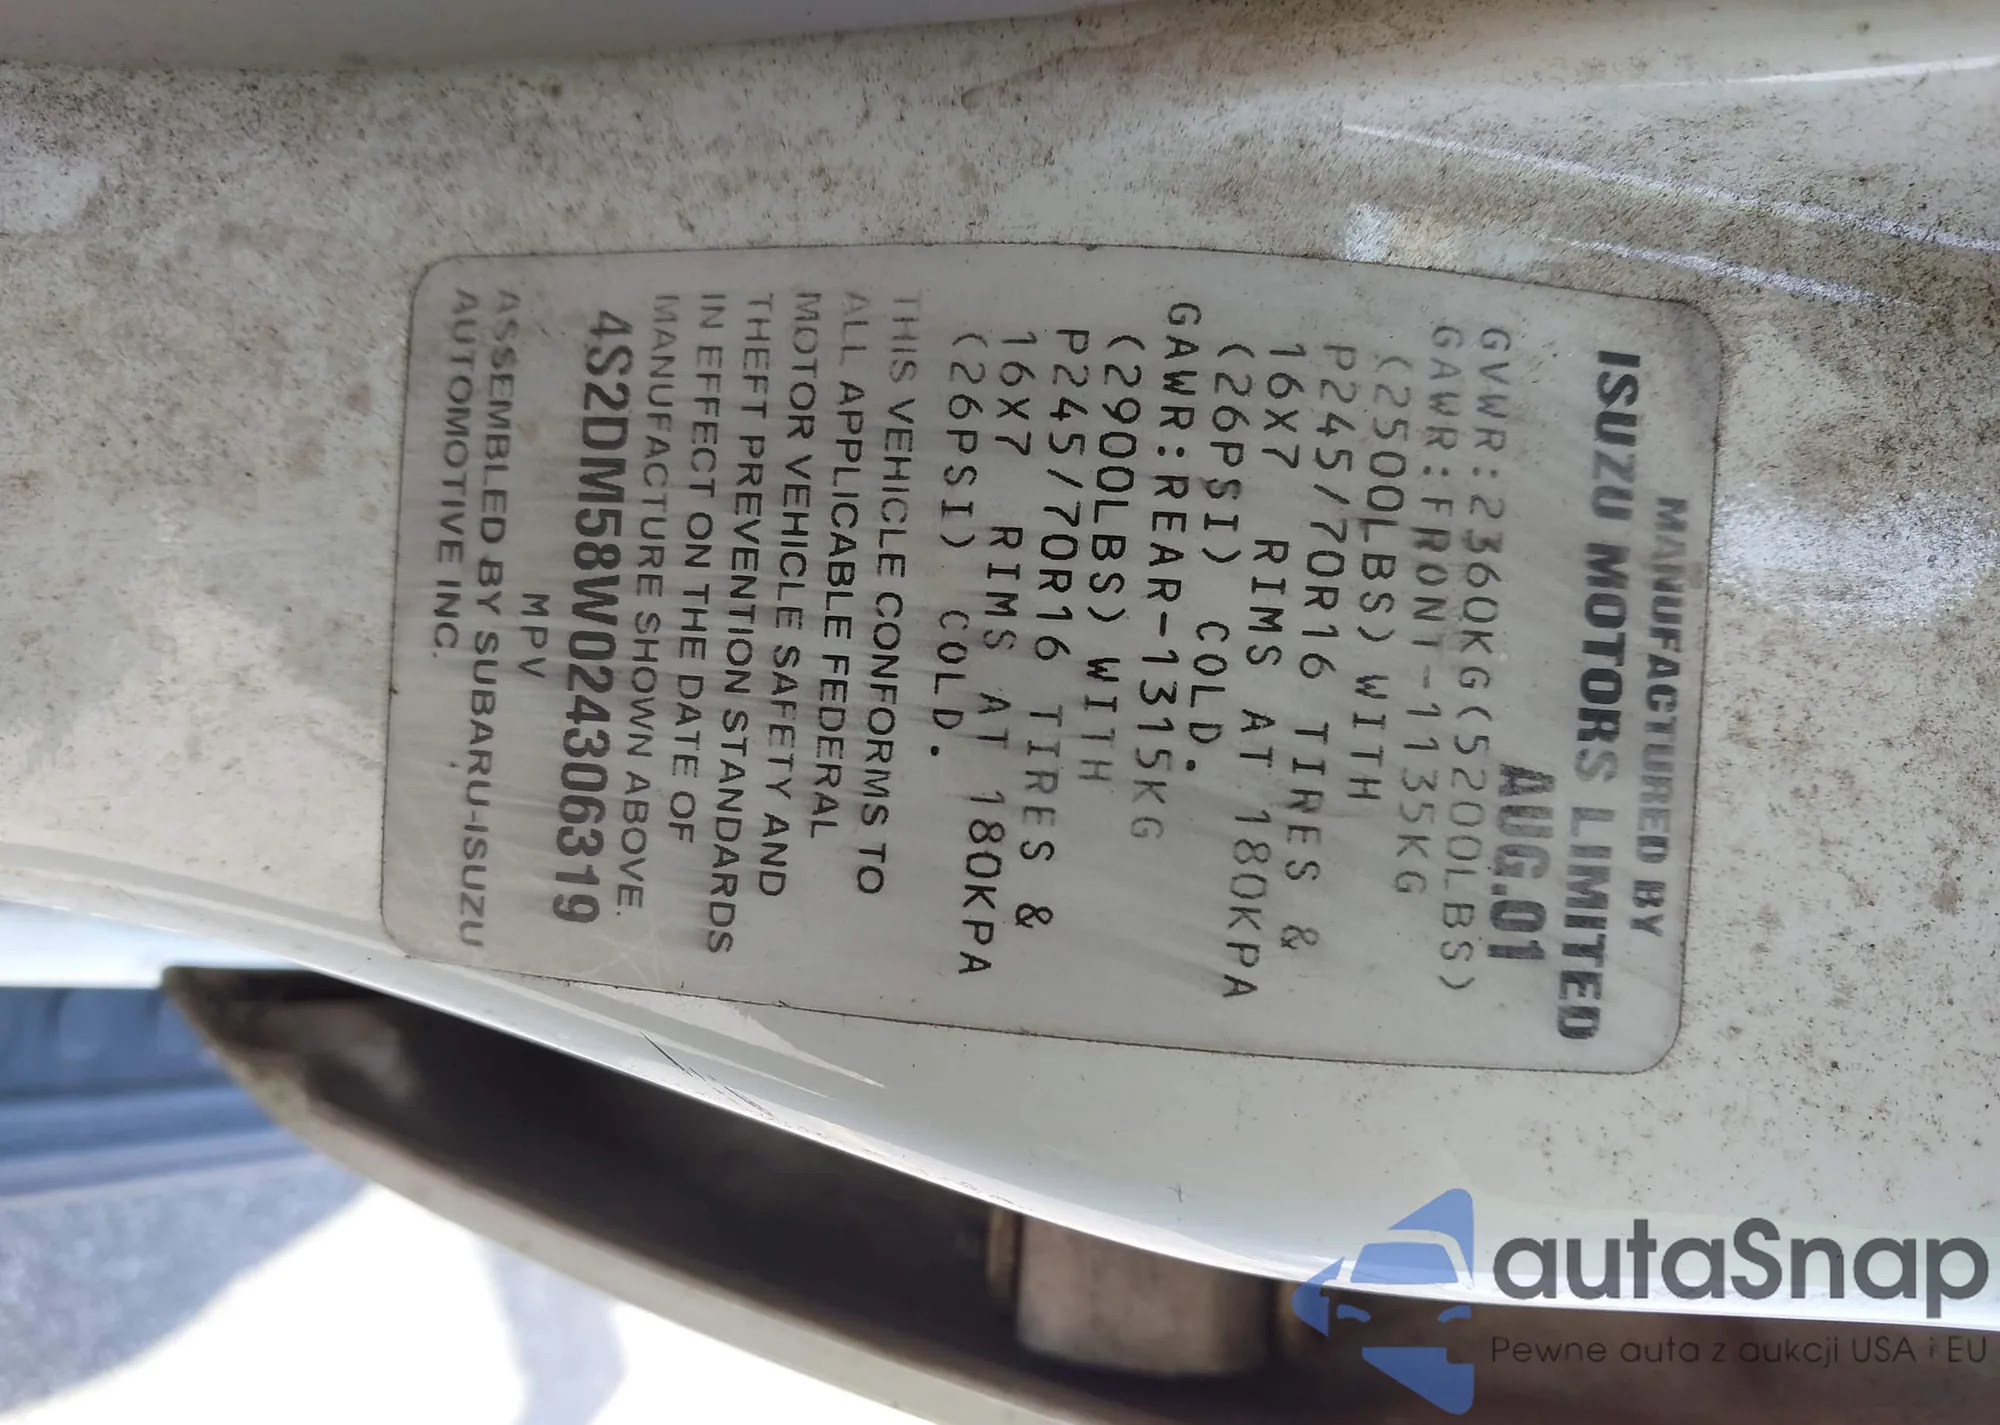 MANUFACTURED BY
ISUZU MOTORS LIMITED
AUG.01
GVWR:2360KG(5200LBS)
GAWR:FRONT-1135KG
(2500LBS) WITH
P245/70R16 TIRES &
16X7 RIMS AT 180KPA
(26PSI) COLD.
GAWR:REAR-1315KG
(2900LBS) WITH
P245/70R16 TIRES &
16X7 RIMS AT 180KPA
(26PSI) COLD.
THIS VEHICLE CONFORMS TO
ALL APPLICABLE FEDERAL
MOTOR VEHICLE SAFETY AND
THEFT PREVENTION STANDARDS
IN EFFECT ON THE DATE OF
MANUFACTURE SHOWN ABOVE.
4S2DM58W024306319
MPV
ASSEMBLED BY SUBARU-ISUZU
AUTOMOTIVE INC.
autaSnap
Pewne auta z aukcji USA i EU